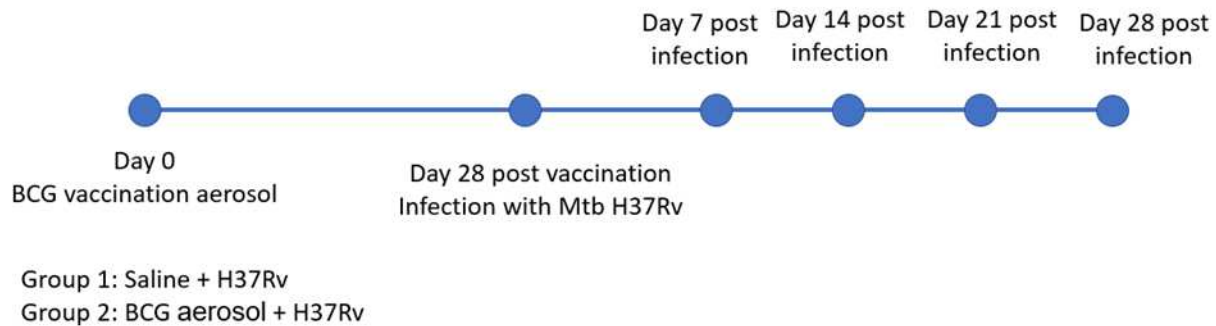 Day 7 post
infection
Day 14 post
infection
Day 21 post
infection
Day 28 post
infection
Day 0
BCG vaccination aerosol
Day 28 post vaccination
Infection with Mtb H37Rv
Group 1: Saline + H37Rv
Group 2: BCG aerosol + H37Rv